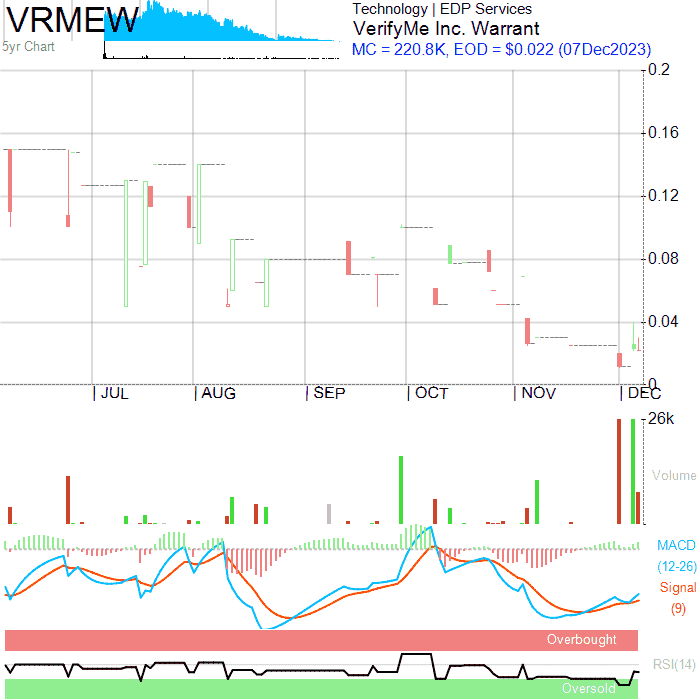 VRMEW
5yr Chart
Technology | EDP Services
VerifyMe Inc. Warrant
MC = 220.8K, EOD = $0.022 (07Dec2023)
0.2
0.16
0.12
0.08
0.04
0
JUL AUG SEP OCT NOV DEC
26k
Volume
MACD
(12-26)
Signal
(9)
Overbought
RSI(14)
Oversold